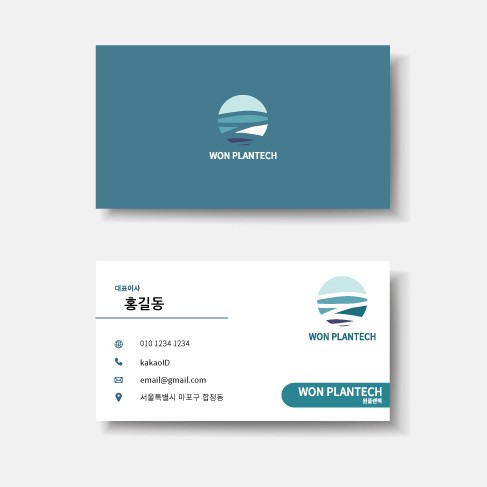 WON PLANTECH
대표이사
홍길동
WON PLANTECH
010 1234 1234
kakaoID
email@gmail.com
서울특별시 마포구 합정동
WON PLANTECH
원플랜텍